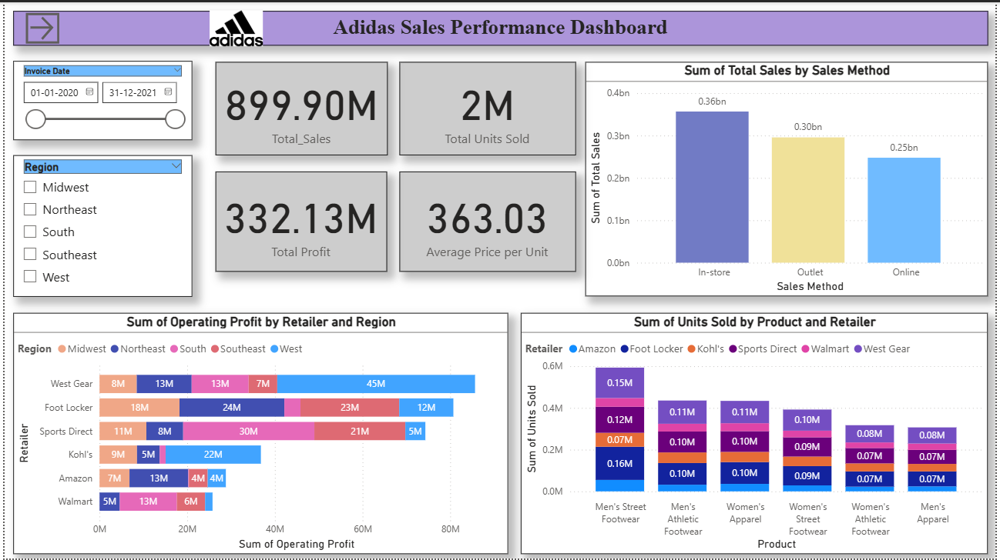 adidas
Adidas Sales Performance Dashboard
Invoice Date
01-01-2020
31-12-2021
Region
Midwest
Northeast
South
Southeast
West
899.90M
Total_Sales
2M
Total Units Sold
332.13M
Total Profit
363.03
Average Price per Unit
Sum of Total Sales by Sales Method
Sum of Total Sales
0.4bn
0.3bn
0.2bn
0.1bn
0.0bn
0.36bn
0.30bn
0.25bn
In-store
Outlet
Online
Sales Method
Sum of Operating Profit by Retailer and Region
Region Midwest Northeast South Southeast West
Retailer
West Gear 8M 13M 13M 7M 45M
Foot Locker 18M 24M 23M 12M
Sports Direct 11M 8M 30M 21M 5M
Kohl's 9M 5M 22M
Amazon 7M 13M 4M 4M
Walmart 5M 13M 6M
0M 20M 40M 60M 80M
Sum of Operating Profit
Sum of Units Sold by Product and Retailer
Retailer Amazon Foot Locker Kohl's Sports Direct Walmart West Gear
Sum of Units Sold
0.6M
0.4M
0.2M
0.0M
0.15M
0.12M
0.07M
0.16M
0.11M
0.10M
0.10M
0.11M
0.10M
0.10M
0.10M
0.09M
0.09M
0.08M
0.07M
0.07M
0.08M
0.07M
0.07M
Men's Street
Footwear
Men's
Athletic
Footwear
Women's
Apparel
Women's
Street
Footwear
Women's
Athletic
Footwear
Men's
Apparel
Product